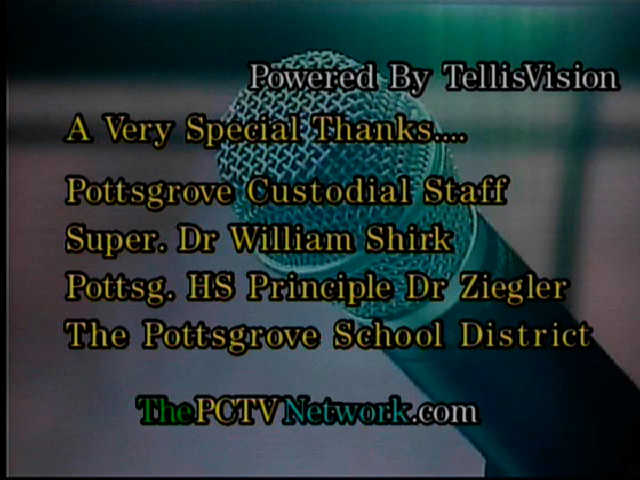 Powered By TellisVision
A Very Special Thanks....
Pottsgrove Custodial Staff
Super. Dr William Shirk
Pottsg. HS Principle Dr Ziegler
The Pottsgrove School District
ThePCTVNetwork.com